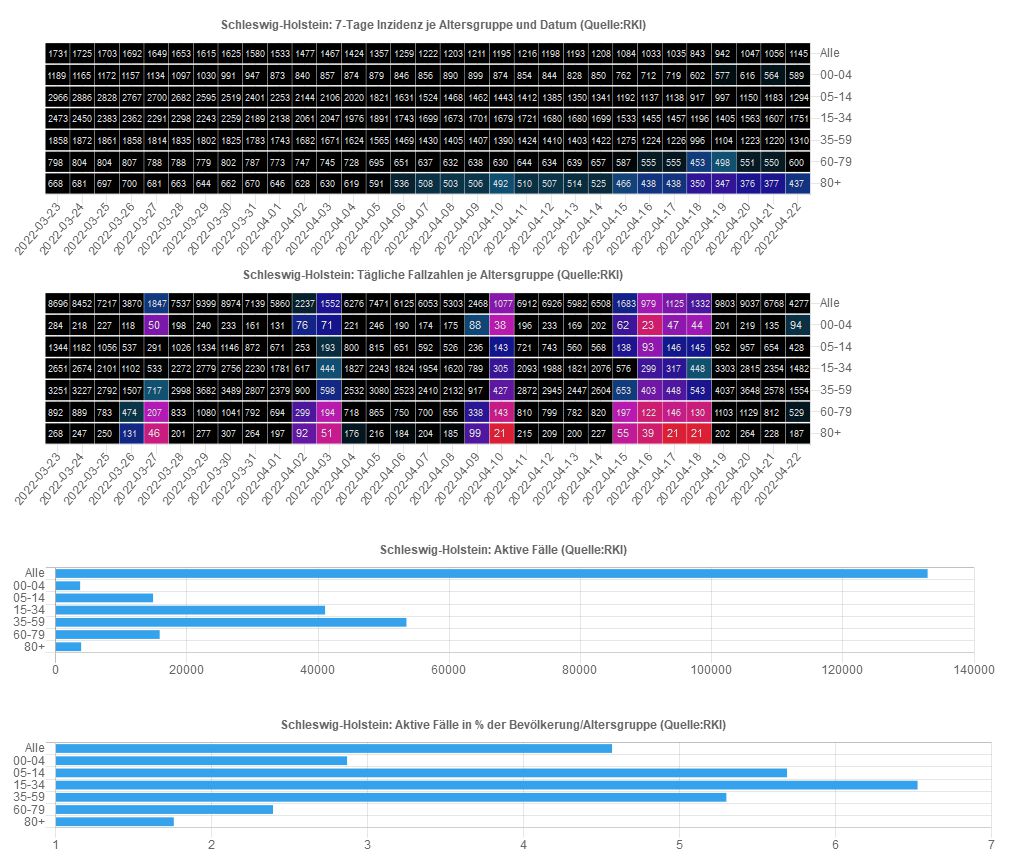 Schleswig-Holstein: 7-Tage Inzidenz je Altersgruppe und Datum (Quelle:RKI)
1731 1725 1703 1692 1649 1653 1615 1625 1580 1533 1477 1467 1424 1357 1259 1222 1203 1211 1195 1216 1198 1193 1208 1084 1033 1035 843 942 1047 1056 1145 Alle
1189 1165 1172 1157 1134 1097 1030 991 947 873 840 857 874 879 846 856 890 899 874 854 844 828 850 762 712 719 602 577 616 564 589 00-04
2966 2886 2828 2767 2700 2682 2595 2519 2401 2253 2144 2106 2020 1821 1631 1524 1468 1462 1443 1412 1385 1350 1341 1192 1137 1138 917 997 1150 1183 1294 05-14
2473 2450 2383 2362 2291 2298 2243 2259 2189 2138 2061 2047 1976 1891 1743 1699 1673 1701 1679 1721 1680 1680 1699 1533 1455 1457 1196 1405 1563 1607 1751 15-34
1858 1872 1861 1858 1814 1835 1802 1825 1783 1743 1682 1671 1624 1565 1469 1430 1405 1407 1390 1424 1410 1403 1422 1275 1224 1226 995 1104 1223 1220 1310 35-59
798 804 804 807 788 788 779 802 787 773 747 745 728 695 651 637 632 638 630 644 634 639 657 587 555 555 453 498 551 550 600 60-79
668 681 697 700 681 663 644 662 670 646 628 630 619 591 536 508 503 506 492 510 507 514 525 466 438 438 350 347 376 377 437 80+
2022-03-23 2022-03-24 2022-03-25 2022-03-26 2022-03-27 2022-03-28 2022-03-29 2022-03-30 2022-03-31 2022-04-01 2022-04-02 2022-04-03 2022-04-04 2022-04-05 2022-04-06 2022-04-07 2022-04-08 2022-04-09 2022-04-10 2022-04-11 2022-04-12 2022-04-13 2022-04-14 2022-04-15 2022-04-16 2022-04-17 2022-04-18 2022-04-19 2022-04-20 2022-04-21 2022-04-22
Schleswig-Holstein: Tägliche Fallzahlen je Altersgruppe (Quelle:RKI)
8696 8452 7217 3870 1847 7537 9399 8974 7139 5860 2237 1552 6276 7471 6125 6053 5303 2468 1077 6912 6926 5982 6508 1683 979 1125 1332 9803 9037 6768 4277 Alle
284 218 227 118 50 198 240 233 161 131 76 71 221 246 190 174 175 88 38 196 233 169 202 62 23 47 44 201 219 135 94 00-04
1344 1182 1056 537 291 1026 1334 1146 872 671 253 193 800 815 651 592 526 236 143 721 743 560 568 138 93 146 145 952 957 654 428 05-14
2651 2674 2101 1102 533 2272 2779 2756 2230 1781 617 444 1827 2243 1824 1954 1620 789 305 2093 1988 1821 2076 576 299 317 448 3303 2815 2354 1482 15-34
3251 3227 2792 1507 717 2998 3682 3489 2807 2379 900 598 2532 3080 2523 2410 2132 917 427 2872 2945 2447 2604 653 403 448 543 4037 3648 2578 1554 35-59
892 889 783 474 207 833 1080 1041 792 694 299 194 718 865 750 700 656 338 143 810 799 782 820 197 122 146 130 1103 1129 812 529 60-79
268 247 250 131 46 201 277 307 264 197 92 51 176 216 184 204 185 99 21 215 209 200 227 55 39 21 21 202 264 228 187 80+
2022-03-23 2022-03-24 2022-03-25 2022-03-26 2022-03-27 2022-03-28 2022-03-29 2022-03-30 2022-03-31 2022-04-01 2022-04-02 2022-04-03 2022-04-04 2022-04-05 2022-04-06 2022-04-07 2022-04-08 2022-04-09 2022-04-10 2022-04-11 2022-04-12 2022-04-13 2022-04-14 2022-04-15 2022-04-16 2022-04-17 2022-04-18 2022-04-19 2022-04-20 2022-04-21 2022-04-22
Schleswig-Holstein: Aktive Fälle (Quelle:RKI)
Alle
00-04
05-14
15-34
35-59
60-79
80+
0 20000 40000 60000 80000 100000 120000 140000
Schleswig-Holstein: Aktive Fälle in % der Bevölkerung/Altersgruppe (Quelle:RKI)
Alle
00-04
05-14
15-34
35-59
60-79
80+
1 2 3 4 5 6 7